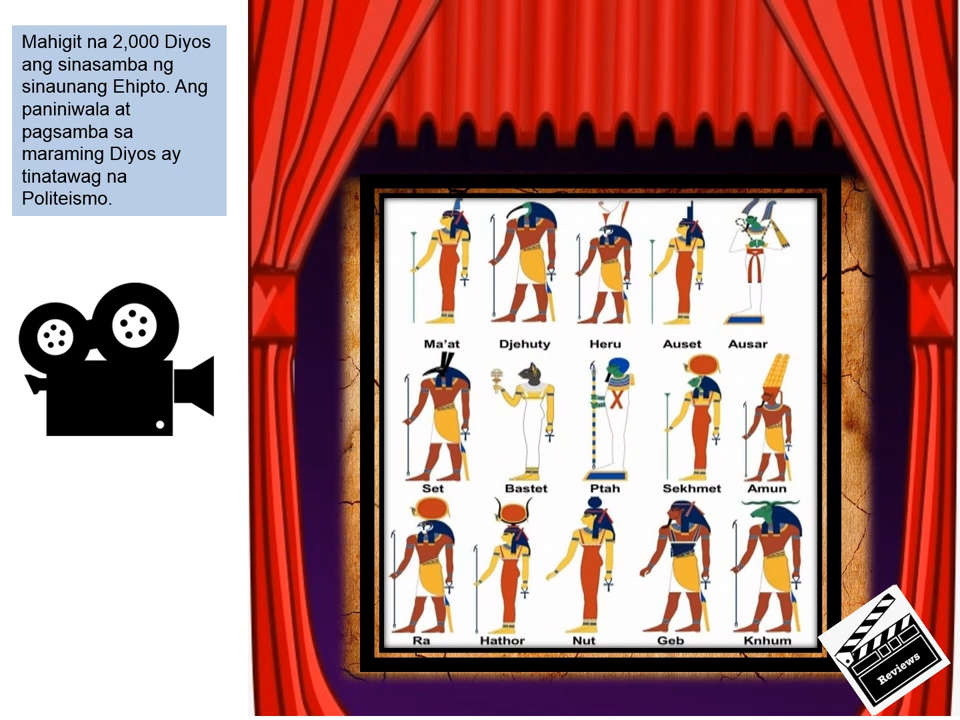 Mahigit na 2,000 Diyos
ang sinasamba ng
sinaunang Ehipto. Ang
paniniwala at
pagsamba sa
maraming Diyos ay
tinatawag na
Politeismo.
Ma'at Djehuty Heru Auset Ausar
Set Bastet Ptah Sekhmet Amun
Ra Hathor Nut Geb Knhum
Reviews